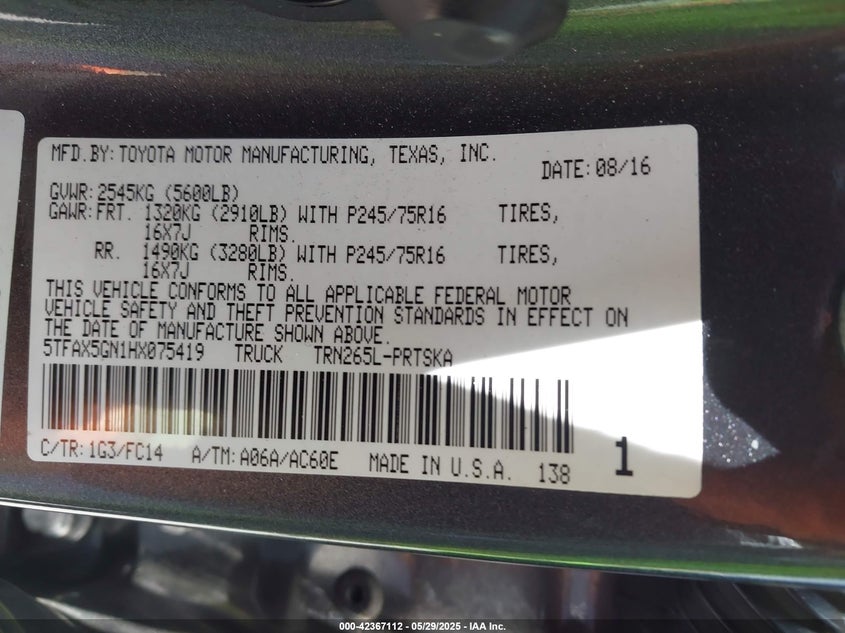 MFD.BY: TOYOTA MOTOR MANUFACTURING, TEXAS, INC.
DATE: 08/16
GVWR: 2545KG (5600LB)
GAWR: FRT. 1320KG (2910LB) WITH P245/75R16 TIRES,
16X7J RIMS.
RR. 1490KG (3280LB) WITH P245/75R16 TIRES,
16X7J RIMS.
THIS VEHICLE CONFORMS TO ALL APPLICABLE FEDERAL MOTOR
VEHICLE SAFETY AND THEFT PREVENTION STANDARDS IN EFFECT ON
THE DATE OF MANUFACTURE SHOWN ABOVE.
5TFAX5GN1HX075419 TRUCK TRN265L-PRTSKA
C/TR: 1G3/FC14 A/TM: A06A/AC60E MADE IN U.S.A. 138 1
000-42367112 - 05/29/2025 - IAA Inc.